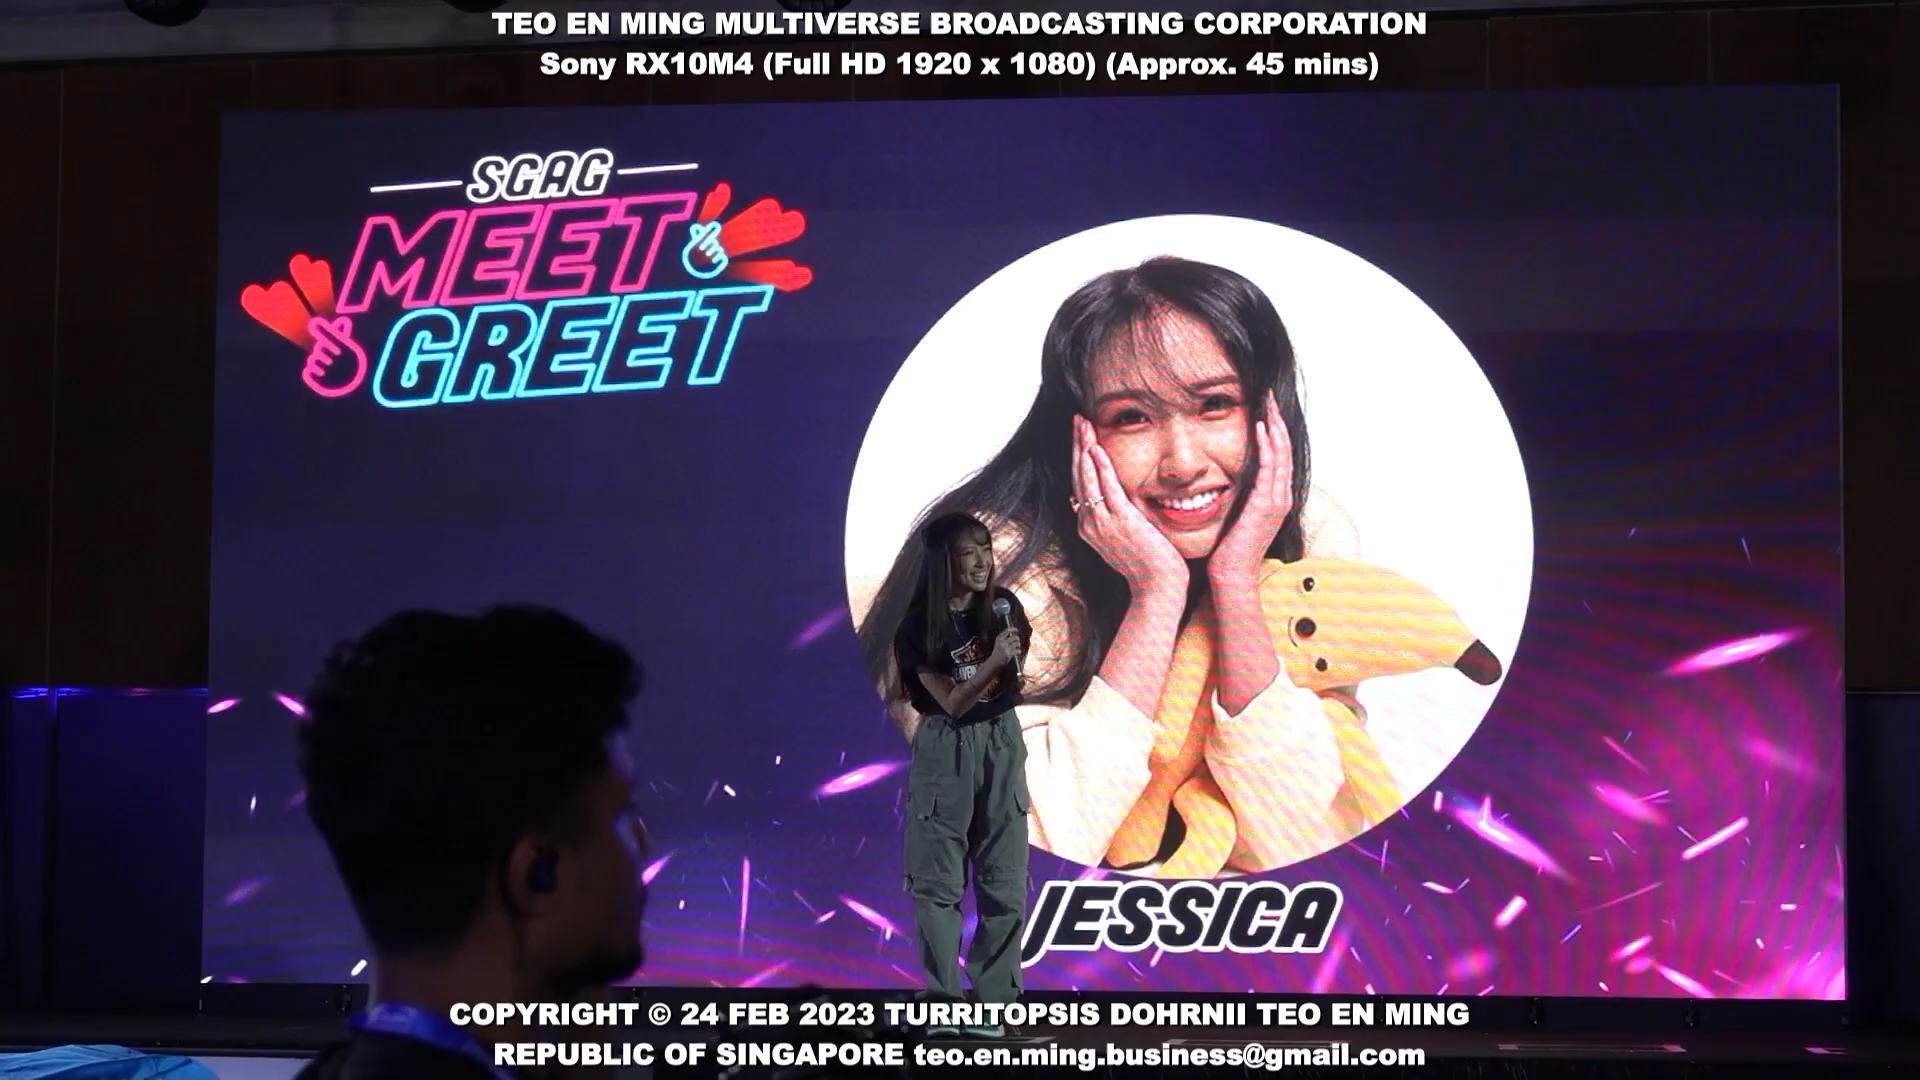 TEO EN MING MULTIVERSE BROADCASTING CORPORATION
Sony RX10M4 (Full HD 1920 x 1080) (Approx. 45 mins)
SGAG
MEET
GREET
JESSICA
COPYRIGHT © 24 FEB 2023 TURRITOPSIS DOHRNII TEO EN MING
REPUBLIC OF SINGAPORE teo.en.ming.business@gmail.com